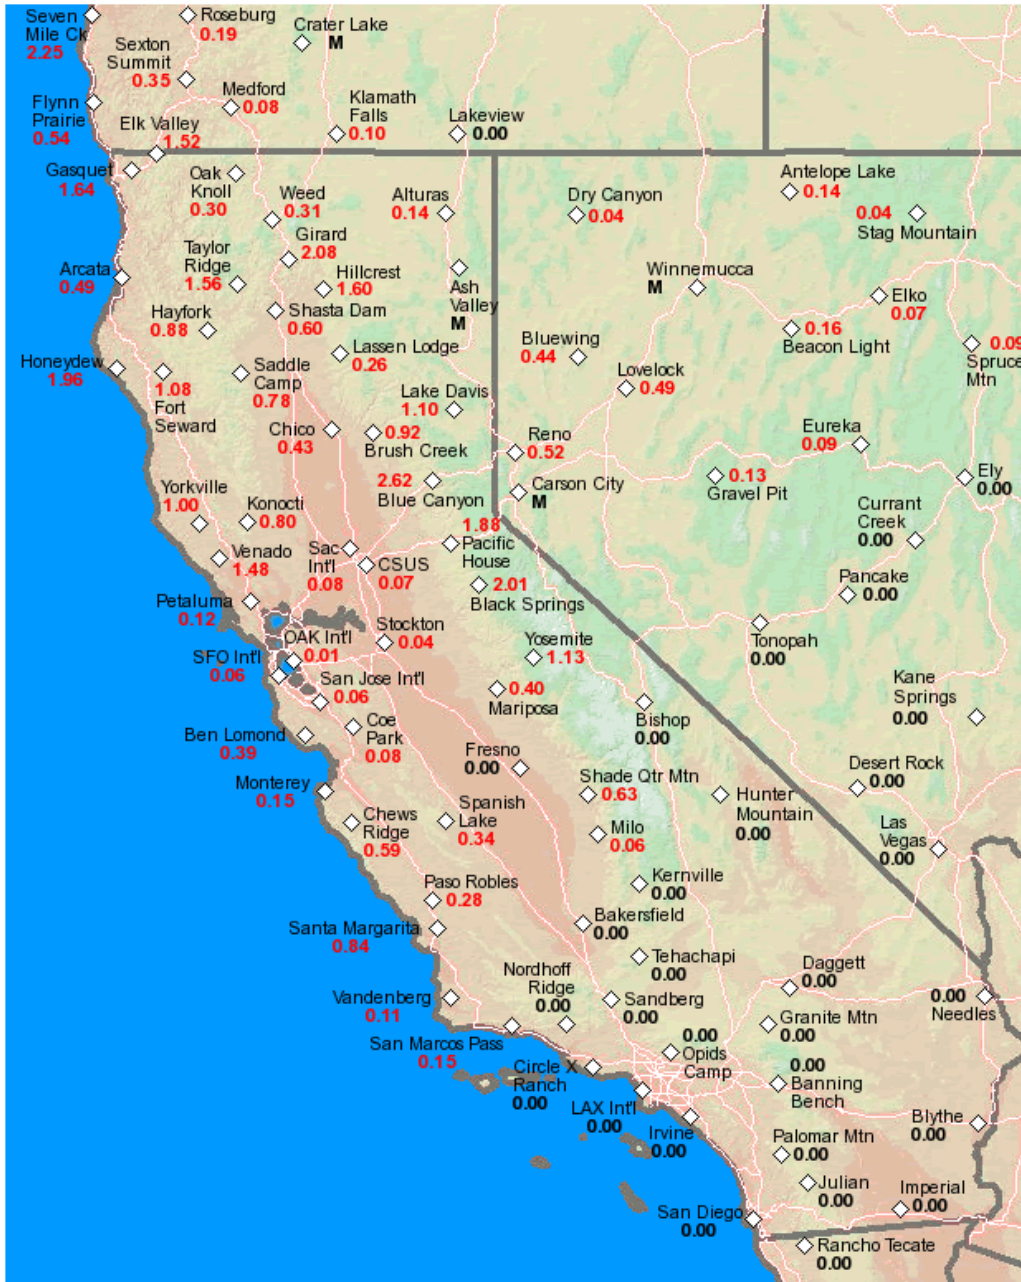 Seven
Mile Ck
2.25
Roseburg
0.19
Crater Lake
M
Sexton
Summit
0.35
Medford
0.08
Flynn
Prairie
0.54
Klamath
Falls
0.10
Lakeview
0.00
Elk Valley
1.52
Gasquet
1.64
Oak
Knoll
0.30
Weed
0.31
Alturas
0.14
Dry Canyon
0.04
Antelope Lake
0.14
0.04
Stag Mountain
Girard
2.08
Taylor
Ridge
1.56
Hillcrest
1.60
Ash
Valley
M
Winnemucca
M
Elko
0.07
Arcata
0.49
Shasta Dam
0.60
Hayfork
0.88
Lassen Lodge
0.26
Bluewing
0.44
0.16
Beacon Light
0.09
Spruce
Mtn
Honeydew
1.96
1.08
Fort
Seward
Saddle
Camp
0.78
Lovelock
0.49
Lake Davis
1.10
Chico
0.43
0.92
Brush Creek
Reno
0.52
Eureka
0.09
2.62
Blue Canyon
Carson City
M
0.13
Gravel Pit
Ely
0.00
Yorkville
1.00
Konocti
0.80
Currant
Creek
0.00
1.88
Pacific
House
Venado
1.48
Sac
Int'l
0.08
CSUS
0.07
2.01
Black Springs
Pancake
0.00
Petaluma
0.12
Stockton
0.04
Tonopah
0.00
OAK Int'l
0.01
SFO Int'l
0.06
Yosemite
1.13
San Jose Int'l
0.06
0.40
Mariposa
Bishop
0.00
Kane
Springs
0.00
Ben Lomond
0.39
Coe
Park
0.08
Fresno
0.00
Desert Rock
0.00
Monterey
0.15
Shade Qtr Mtn
0.63
Hunter
Mountain
0.00
Chews
Ridge
0.59
Spanish
Lake
0.34
Milo
0.06
Las
Vegas
0.00
Paso Robles
0.28
Kernville
0.00
Santa Margarita
0.84
Bakersfield
0.00
Tehachapi
0.00
Daggett
0.00
Vandenberg
0.11
Nordhoff
Ridge
0.00
Sandberg
0.00
0.00
Needles
Granite Mtn
0.00
San Marcos Pass
0.15
0.00
Opids
Camp
Circle X
Ranch
0.00
0.00
Banning
Bench
LAX Int'l
0.00
Irvine
0.00
Blythe
0.00
Palomar Mtn
0.00
Julian
0.00
Imperial
0.00
San Diego
0.00
Rancho Tecate
0.00